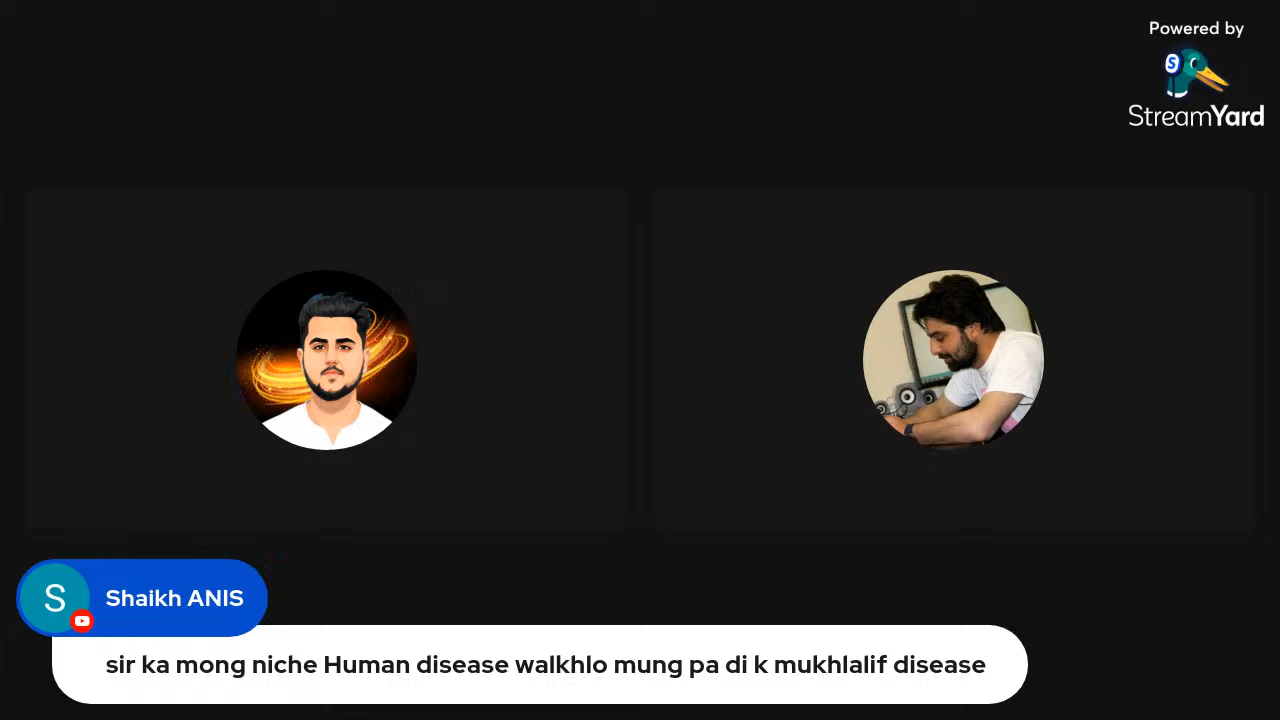 Powered by
S
StreamYard
S
Shaikh ANIS
sir ka mong niche Human disease walkhlo mung pa di k mukhlalif disease